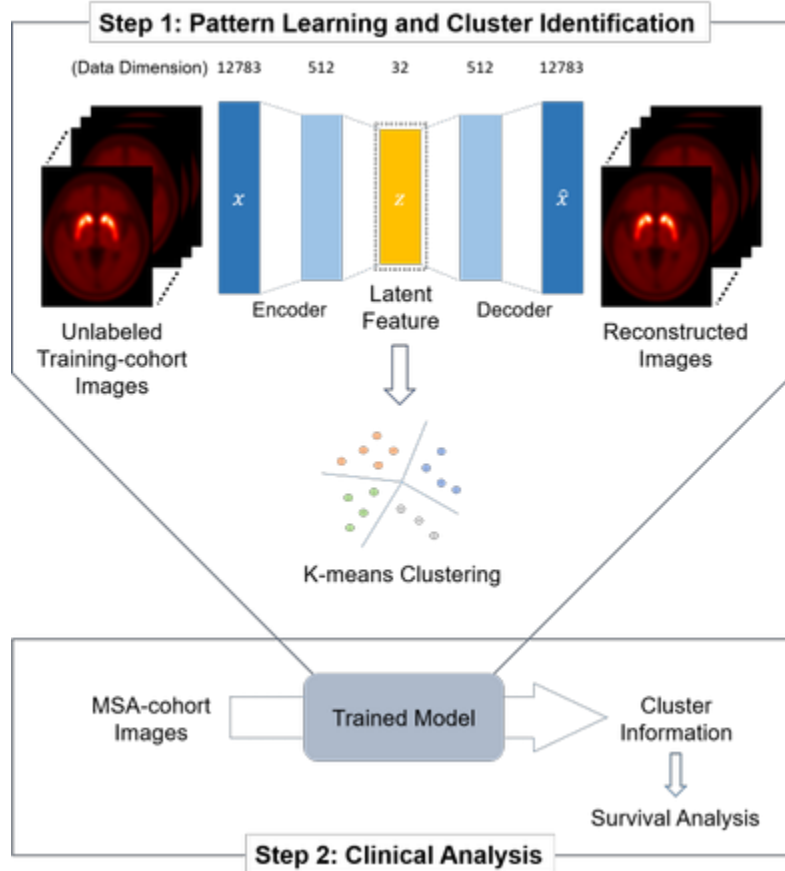 Step 1: Pattern Learning and Cluster Identification
(Data Dimension) 12783 512 32 512 12783
x z x̂
Encoder Latent Feature Decoder
Unlabeled
Training-cohort
Images
Reconstructed
Images
K-means Clustering
MSA-cohort
Images
Trained Model
Cluster
Information
Survival Analysis
Step 2: Clinical Analysis